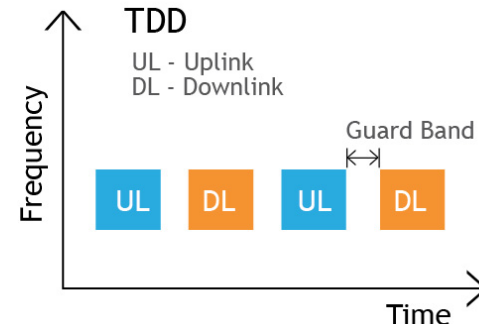 TDD
UL - Uplink
DL - Downlink
Guard Band
Frequency
UL
DL
UL
DL
Time